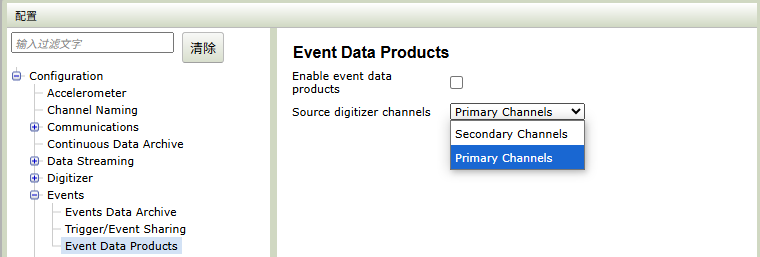 配置
输入过滤文字
清除
Configuration
Accelerometer
Channel Naming
Communications
Continuous Data Archive
Data Streaming
Digitizer
Events
Events Data Archive
Trigger/Event Sharing
Event Data Products
Event Data Products
Enable event data
products
Source digitizer channels
Primary Channels
Secondary Channels
Primary Channels